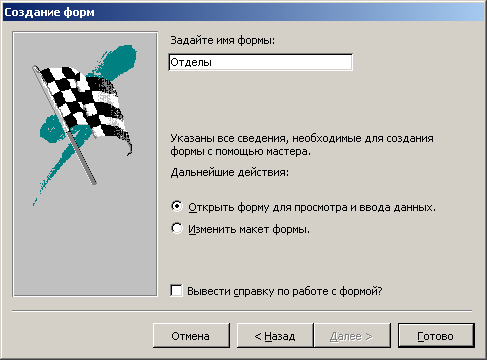 Создание форм
Задайте имя формы:
Отделы
Указаны все сведения, необходимые для создания
формы с помощью мастера.
Дальнейшие действия:
Открыть форму для просмотра и ввода данных.
Изменить макет формы.
Вывести справку по работе с формой?
Отмена
< Назад
Далее >
Готово